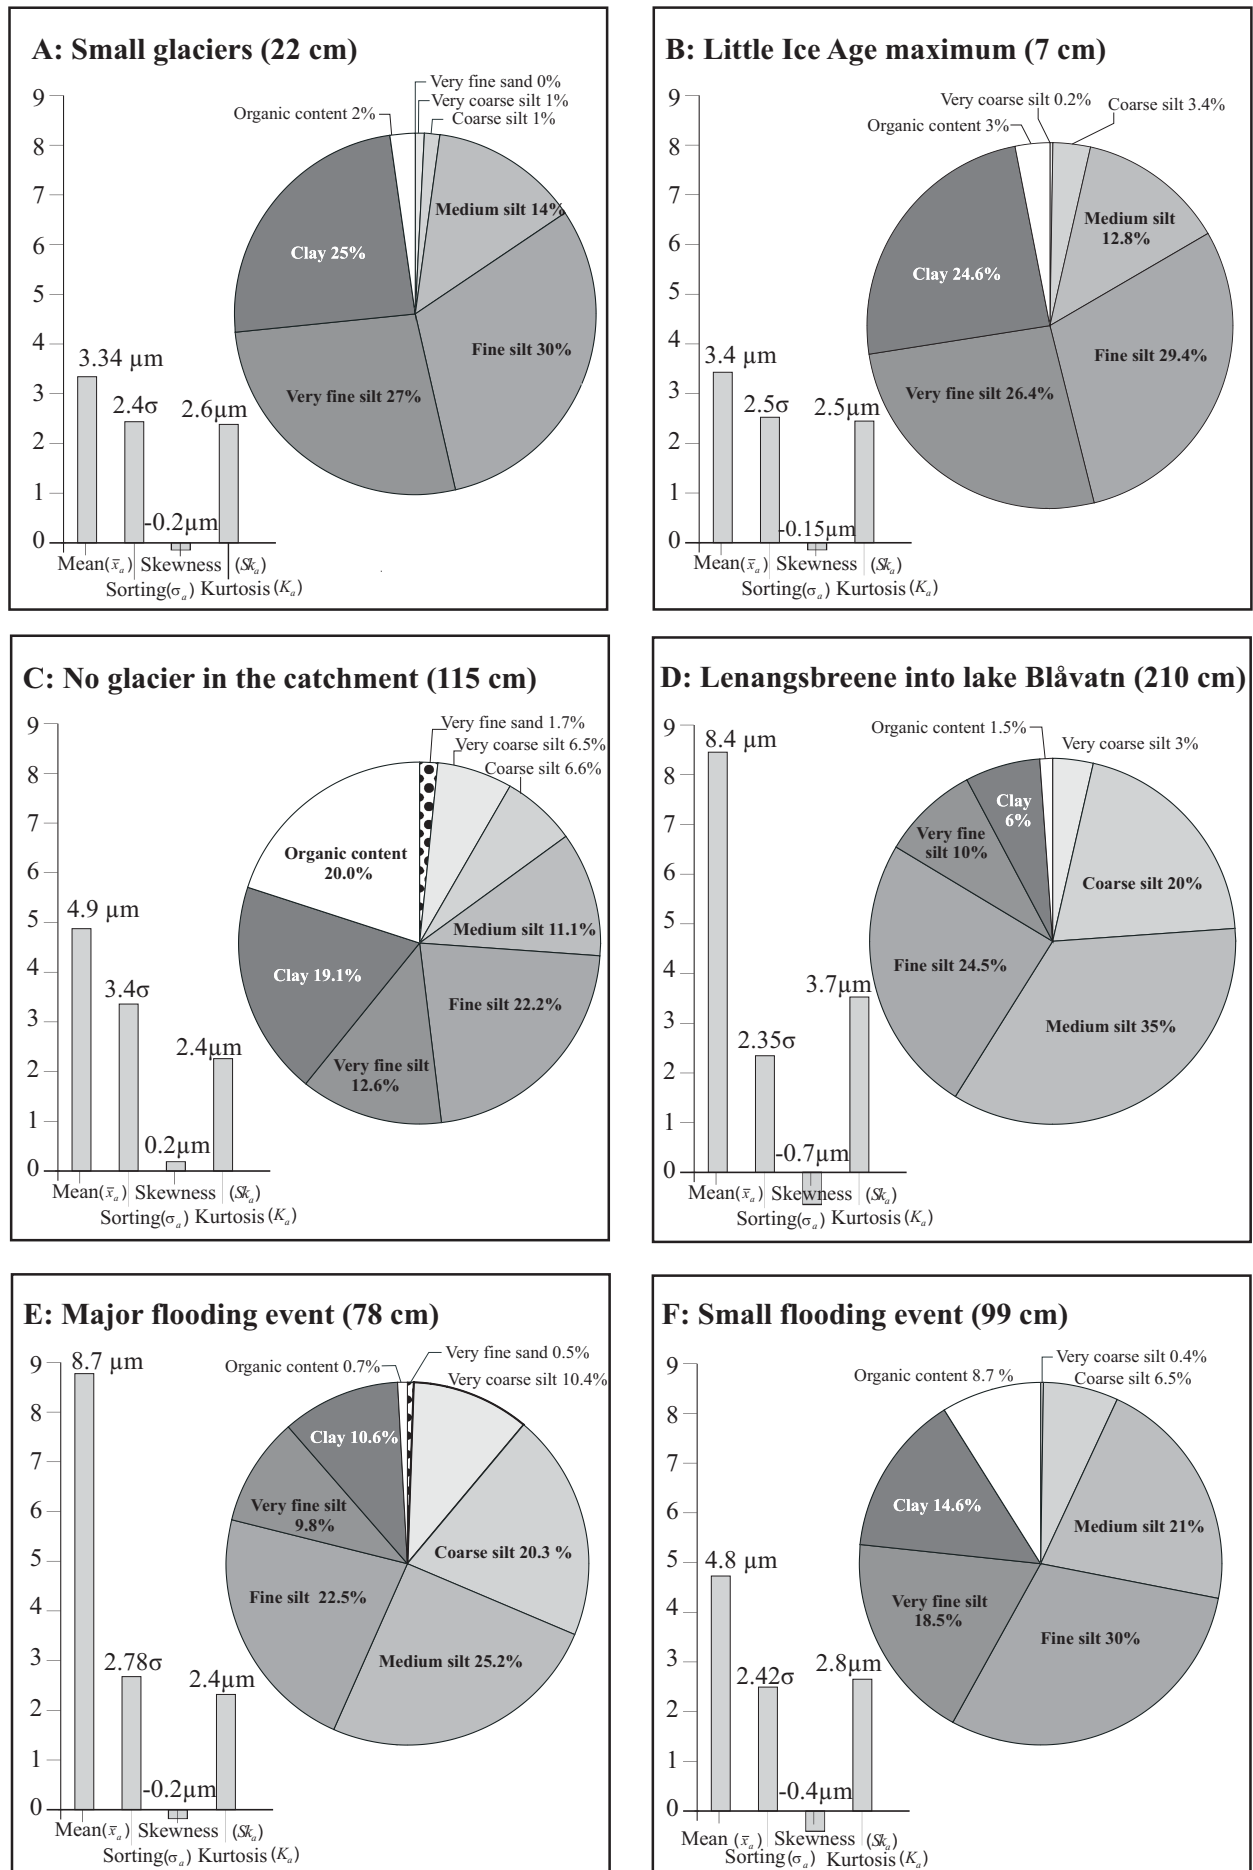 A: Small glaciers (22 cm)
9
8
7
6
5
4
3
2
1
0
3.34 µm
2.4σ
-0.2µm
2.6µm
Mean(x̄ₐ) Skewness (Skₐ)
Sorting(σₐ) Kurtosis (Kₐ)
Very fine sand 0%
Very coarse silt 1%
Coarse silt 1%
Organic content 2%
Medium silt 14%
Clay 25%
Fine silt 30%
Very fine silt 27%
B: Little Ice Age maximum (7 cm)
9
8
7
6
5
4
3
2
1
0
3.4 µm
2.5σ
-0.15µm
2.5µm
Mean(x̄ₐ) Skewness (Skₐ)
Sorting(σₐ) Kurtosis (Kₐ)
Very coarse silt 0.2%
Coarse silt 3.4%
Organic content 3%
Medium silt
12.8%
Clay 24.6%
Fine silt 29.4%
Very fine silt 26.4%
C: No glacier in the catchment (115 cm)
9
8
7
6
5
4
3
2
1
0
4.9 µm
3.4σ
0.2µm
2.4µm
Mean(x̄ₐ) Skewness (Skₐ)
Sorting(σₐ) Kurtosis (Kₐ)
Very fine sand 1.7%
Very coarse silt 6.5%
Coarse silt 6.6%
Organic content
20.0%
Medium silt 11.1%
Clay 19.1%
Fine silt 22.2%
Very fine silt
12.6%
D: Lenangsbreene into lake Blåvatn (210 cm)
9
8
7
6
5
4
3
2
1
0
8.4 µm
2.35σ
-0.7µm
3.7µm
Mean(x̄ₐ) Skewness (Skₐ)
Sorting(σₐ) Kurtosis (Kₐ)
Organic content 1.5%
Very coarse silt 3%
Clay
6%
Very fine
silt 10%
Coarse silt 20%
Fine silt 24.5%
Medium silt 35%
E: Major flooding event (78 cm)
9
8
7
6
5
4
3
2
1
0
8.7 µm
2.78σ
-0.2µm
2.4µm
Mean(x̄ₐ) Skewness (Skₐ)
Sorting(σₐ) Kurtosis (Kₐ)
Very fine sand 0.5%
Organic content 0.7%
Very coarse silt 10.4%
Clay 10.6%
Very fine silt
9.8%
Coarse silt 20.3 %
Fine silt 22.5%
Medium silt 25.2%
F: Small flooding event (99 cm)
9
8
7
6
5
4
3
2
1
0
4.8 µm
2.42σ
-0.4µm
2.8µm
Mean (x̄ₐ) Skewness (Skₐ)
Sorting(σₐ) Kurtosis (Kₐ)
Very coarse silt 0.4%
Organic content 8.7 %
Coarse silt 6.5%
Clay 14.6%
Medium silt 21%
Very fine silt
18.5%
Fine silt 30%